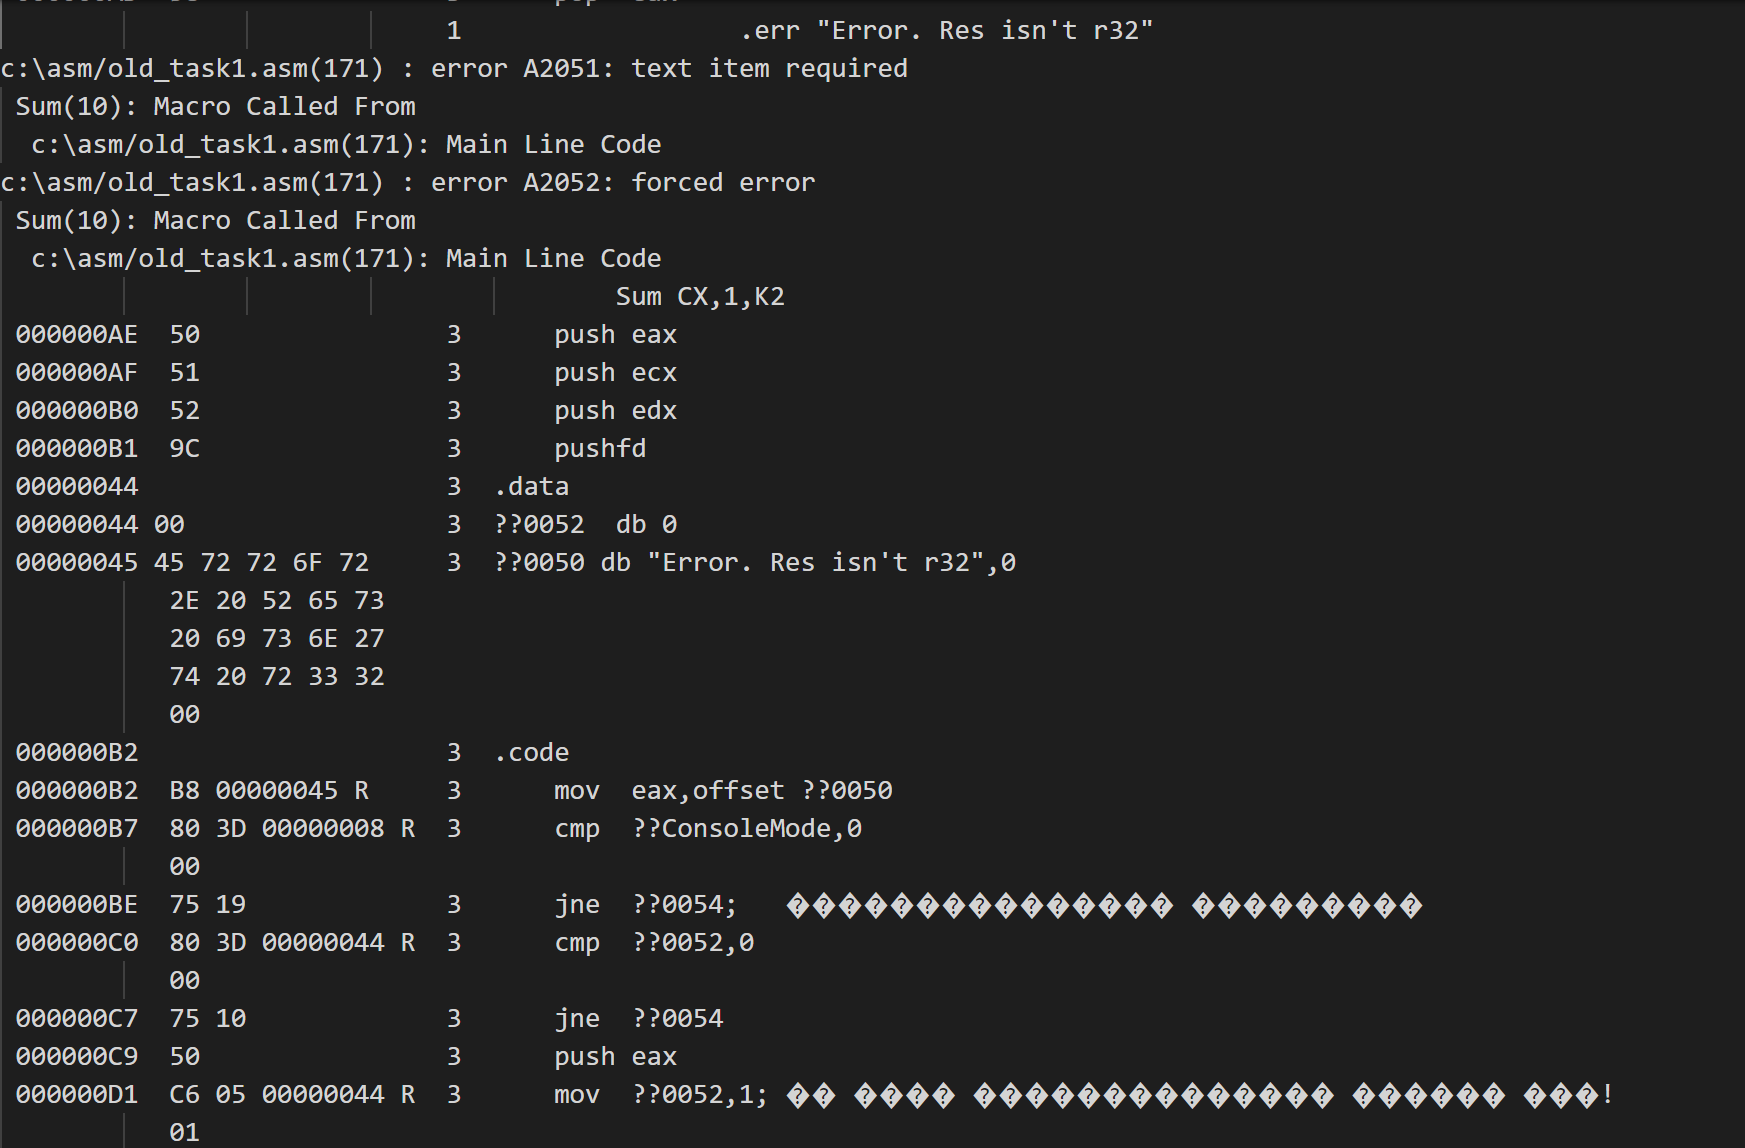 1 .err "Error. Res isn't r32"
c:\asm/old_task1.asm(171) : error A2051: text item required
Sum(10): Macro Called From
c:\asm/old_task1.asm(171): Main Line Code
c:\asm/old_task1.asm(171) : error A2052: forced error
Sum(10): Macro Called From
c:\asm/old_task1.asm(171): Main Line Code
Sum CX,1,K2
000000AE 50 3 push eax
000000AF 51 3 push ecx
000000B0 52 3 push edx
000000B1 9C 3 pushfd
00000044 3 .data
00000044 00 3 ??0052 db 0
00000045 45 72 72 6F 72 3 ??0050 db "Error. Res isn't r32",0
2E 20 52 65 73
20 69 73 6E 27
74 20 72 33 32
00
000000B2 3 .code
000000B2 B8 00000045 R 3 mov eax,offset ??0050
000000B7 80 3D 00000008 R 3 cmp ??ConsoleMode,0
00
000000BE 75 19 3 jne ??0054; ��������������� ���������
000000C0 80 3D 00000044 R 3 cmp ??0052,0
00
000000C7 75 10 3 jne ??0054
000000C9 50 3 push eax
000000D1 C6 05 00000044 R 3 mov ??0052,1; �� ���� �������������� ������ ���!
01